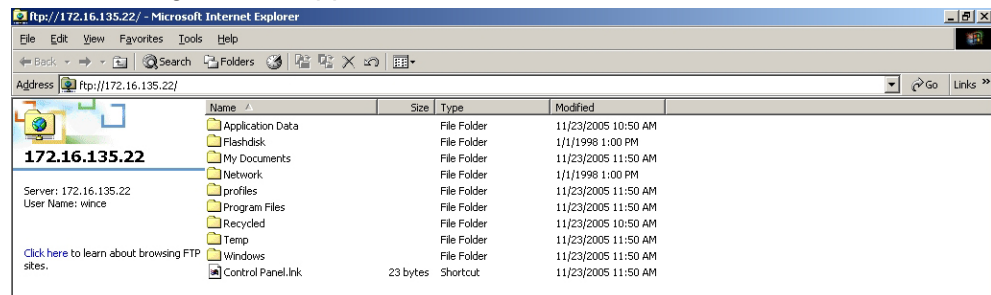 ftp://172.16.135.22/ - Microsoft Internet Explorer
File Edit View Favorites Tools Help
Back Search Folders
Address ftp://172.16.135.22/ Go Links »
Name Size Type Modified
Application Data File Folder 11/23/2005 10:50 AM
Flashdisk File Folder 1/1/1998 1:00 PM
My Documents File Folder 11/23/2005 11:50 AM
Network File Folder 1/1/1998 1:00 PM
profiles File Folder 11/23/2005 11:50 AM
Program Files File Folder 11/23/2005 11:50 AM
Recycled File Folder 11/23/2005 10:50 AM
Temp File Folder 11/23/2005 11:50 AM
Windows File Folder 11/23/2005 11:50 AM
Control Panel.lnk 23 bytes Shortcut 11/23/2005 11:50 AM
172.16.135.22
Server: 172.16.135.22
User Name: wince
Click here to learn about browsing FTP
sites.